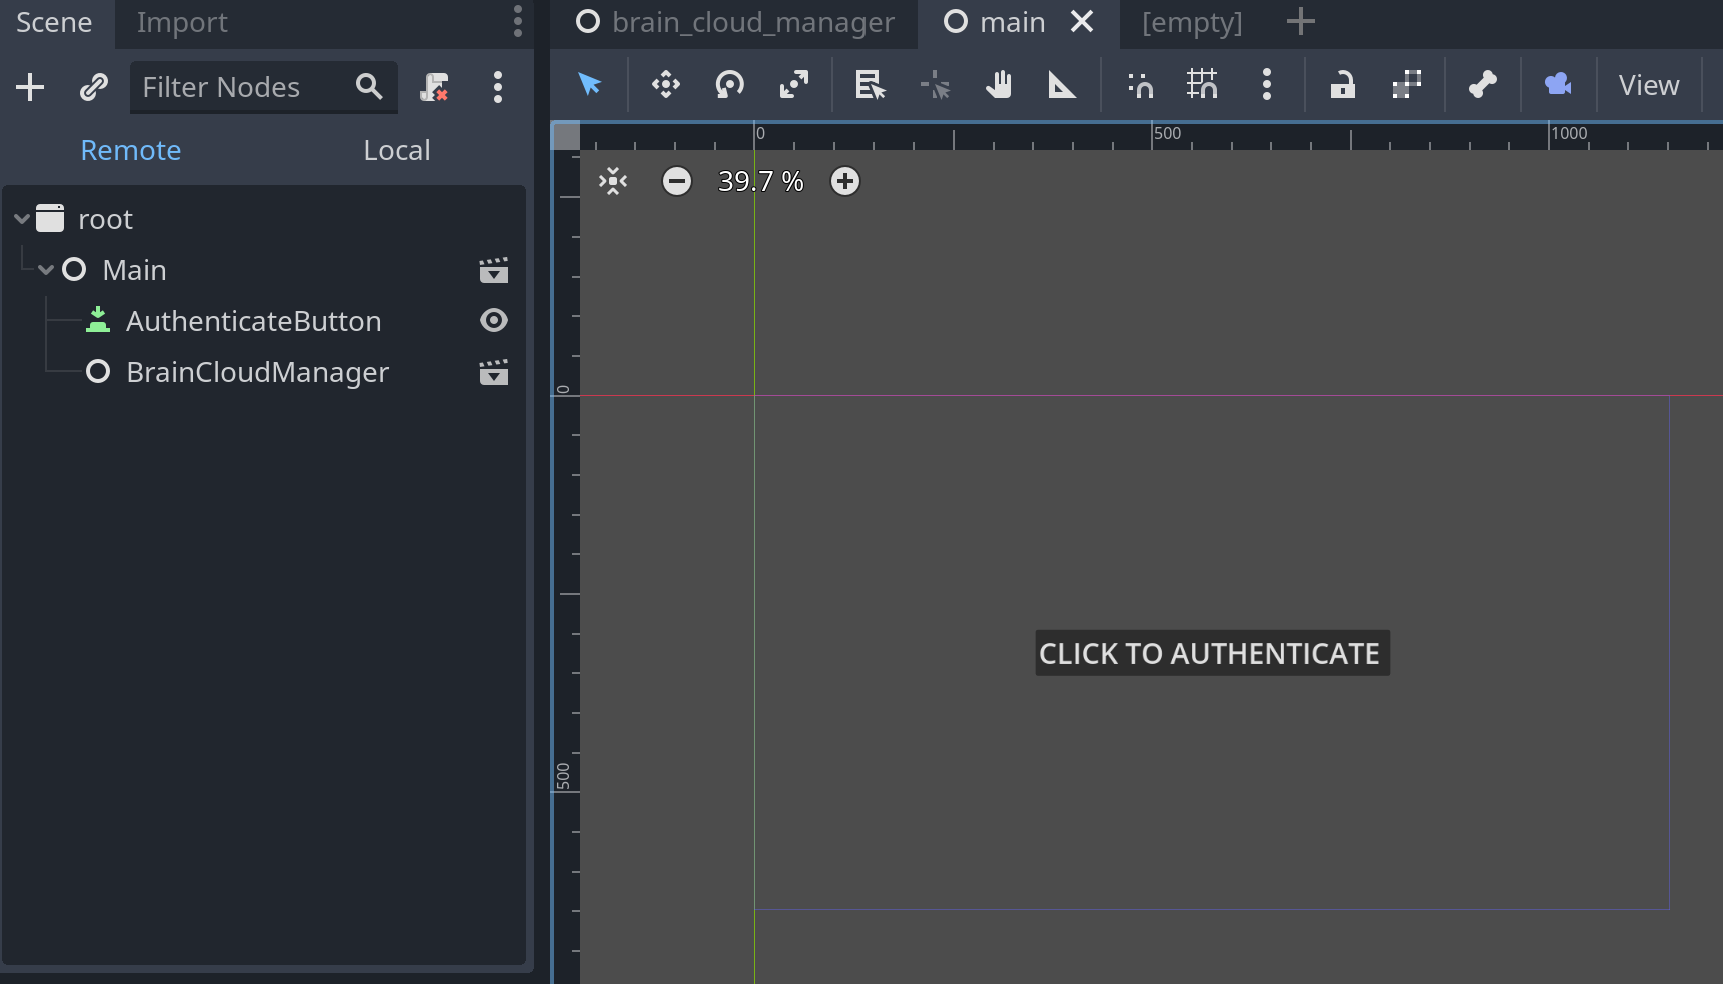 Scene Import
Filter Nodes
Remote Local
root
Main
AuthenticateButton
BrainCloudManager
brain_cloud_manager main [empty]
View
0 500 1000
39.7 %
0
CLICK TO AUTHENTICATE
500